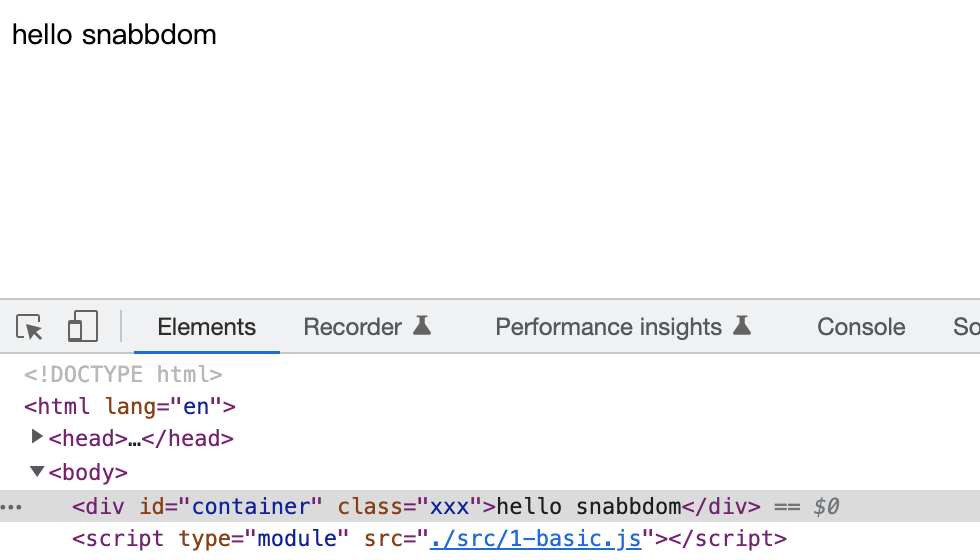 hello snabbdom
Elements Recorder Performance insights Console So
<!DOCTYPE html>
<html lang="en">
<head>…</head>
<body>
<div id="container" class="xxx">hello snabbdom</div> == $0
<script type="module" src="./src/1-basic.js"></script>